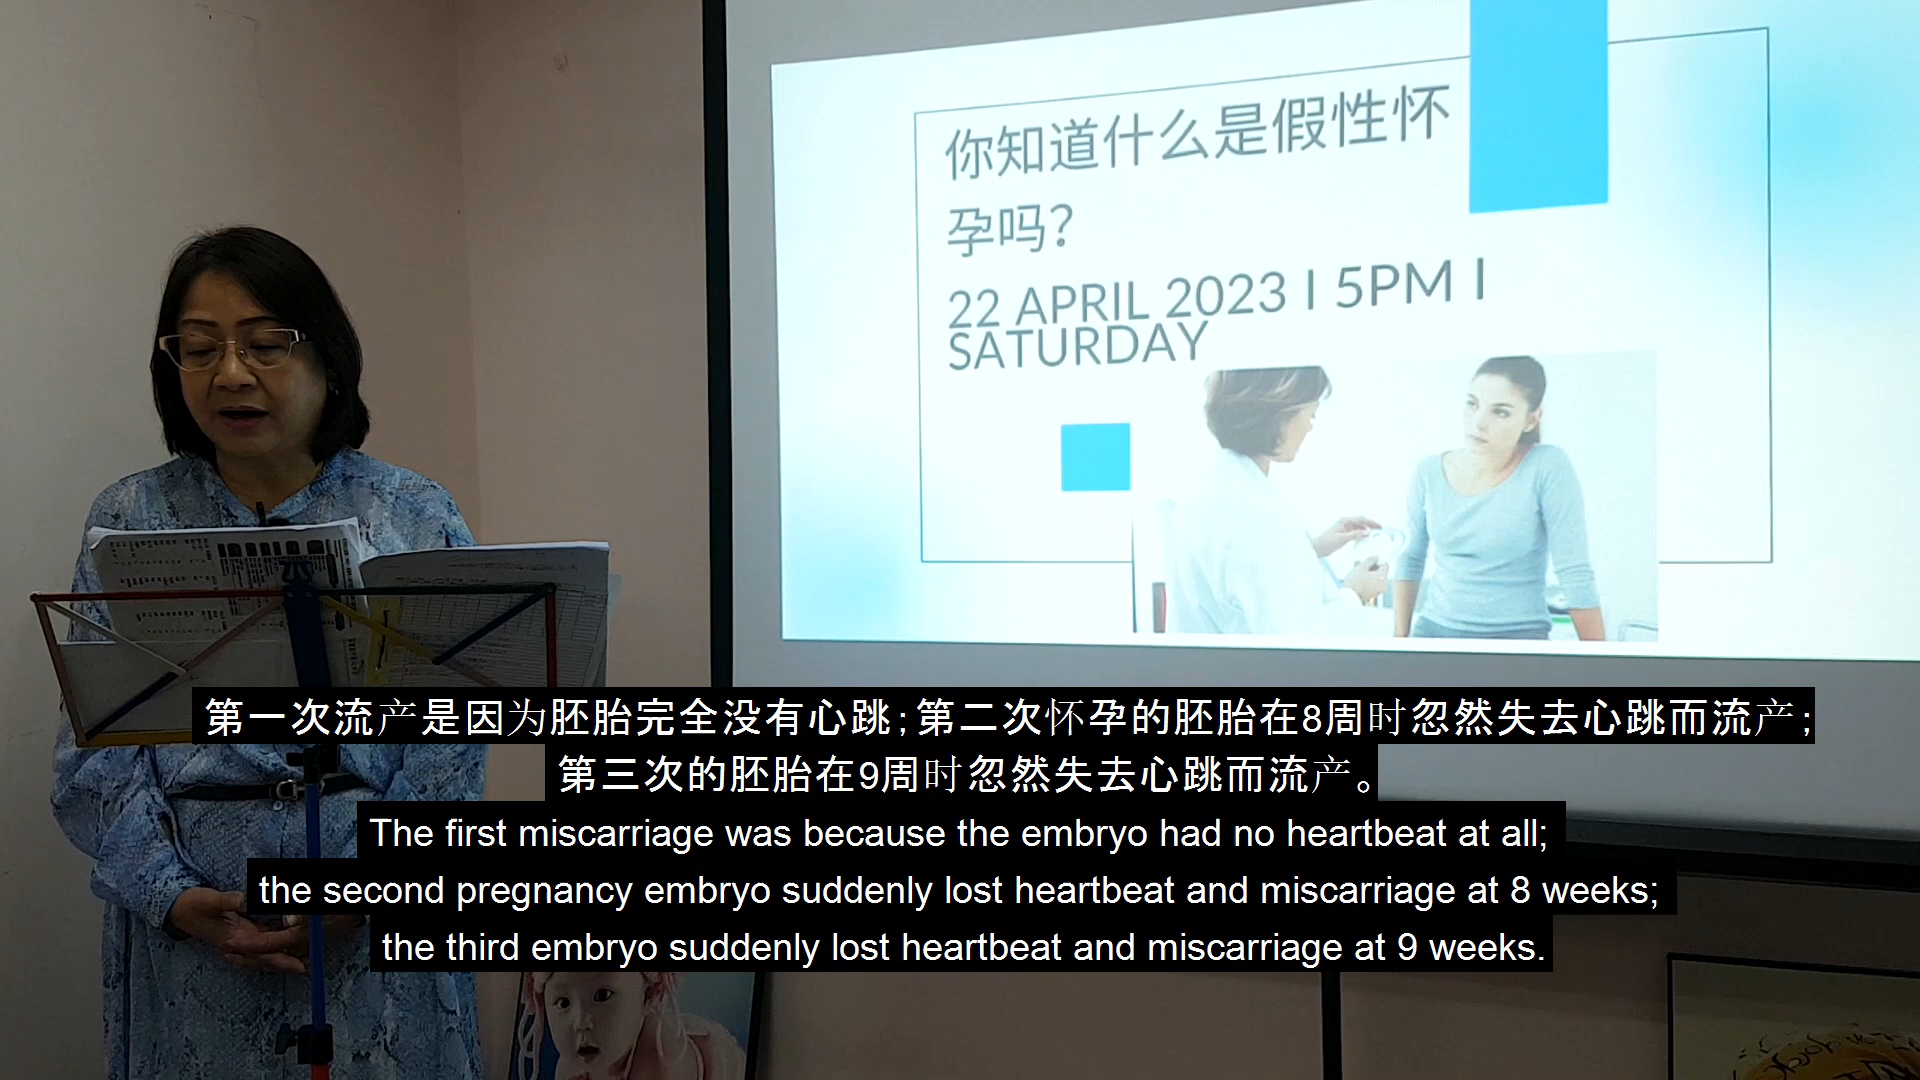 你知道什么是假性怀
孕吗?
22 APRIL 2023 I 5PM I
SATURDAY
第一次流产是因为胚胎完全没有心跳;第二次怀孕的胚胎在8周时忽然失去心跳而流产;
第三次的胚胎在9周时忽然失去心跳而流产。
The first miscarriage was because the embryo had no heartbeat at all;
the second pregnancy embryo suddenly lost heartbeat and miscarriage at 8 weeks;
the third embryo suddenly lost heartbeat and miscarriage at 9 weeks.